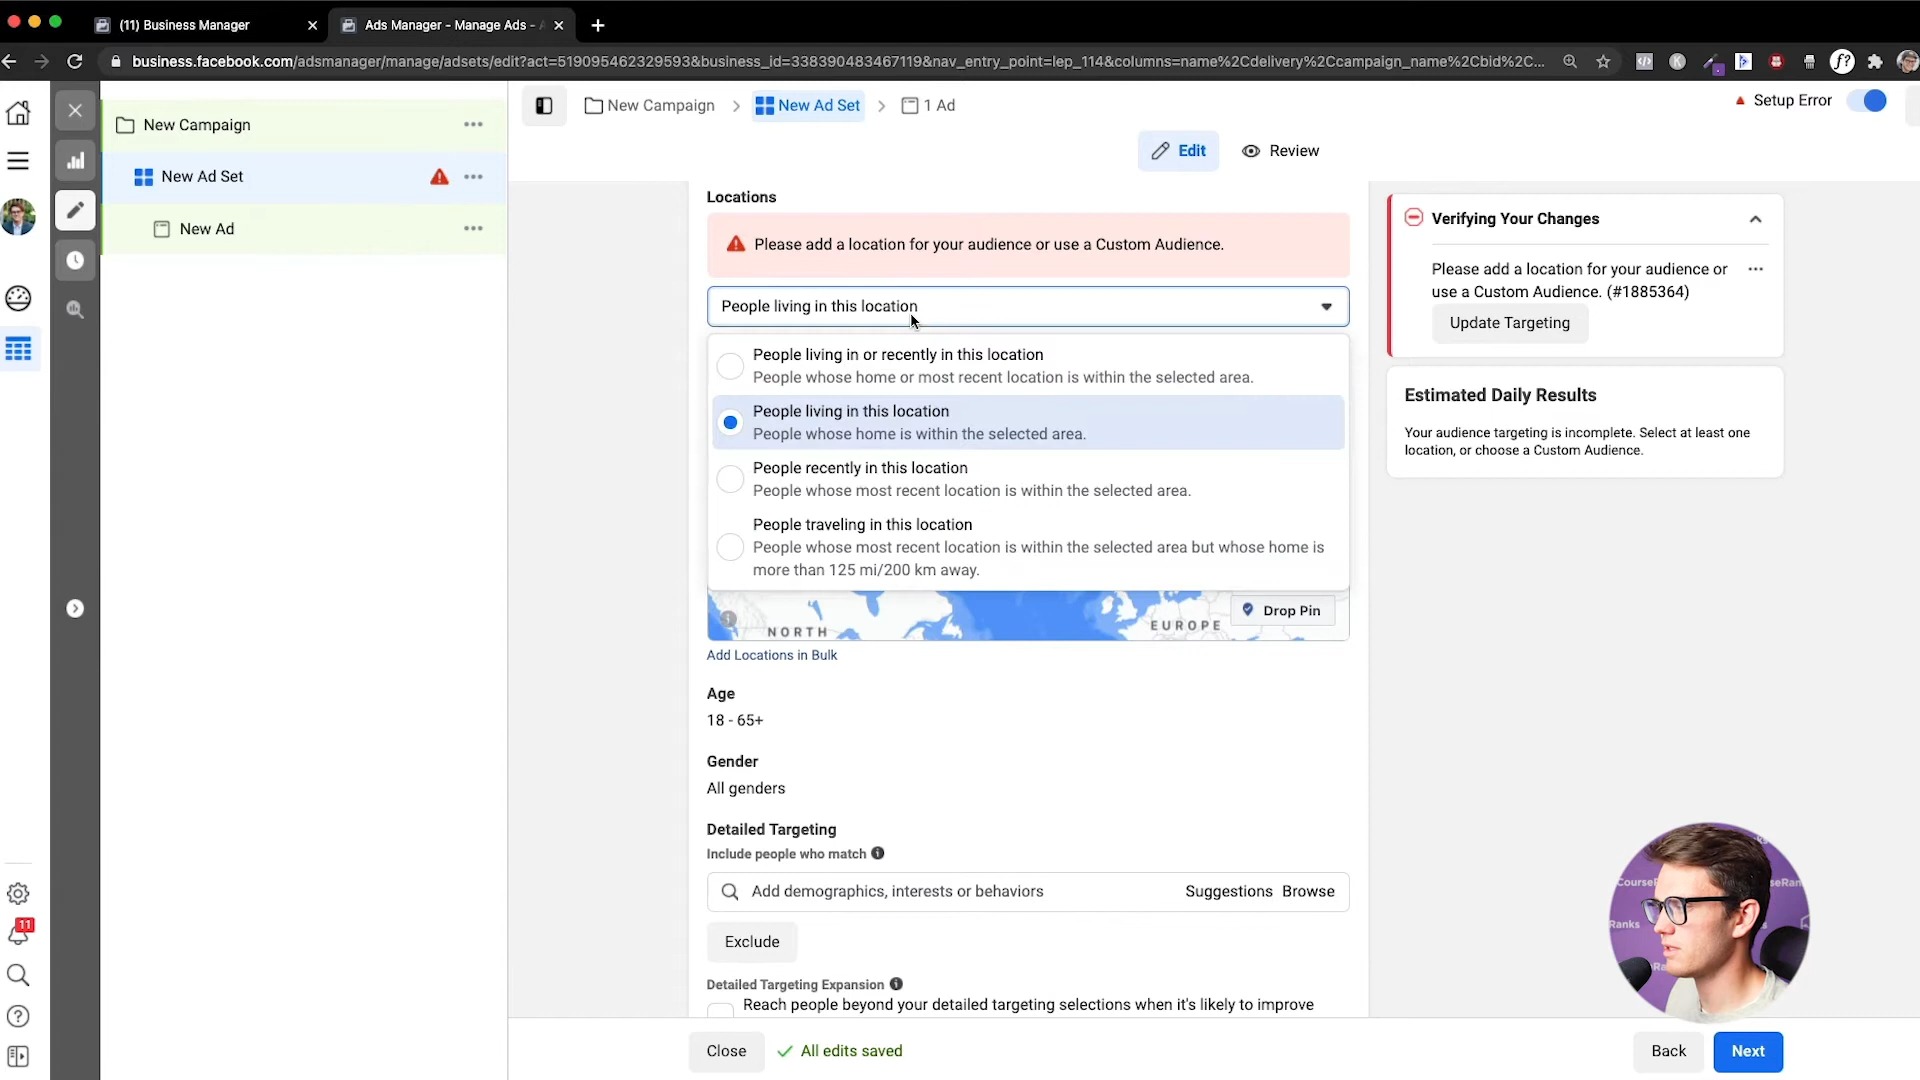 (11) Business Manager
Ads Manager - Manage Ads -
business.facebook.com/adsmanager/manage/adsets/edit?act=519095462329593&business_id=338390483467119&nav_entry_point=lep_114&columns=name%2Cdelivery%2Ccampaign_name%2Cbid%2C...
New Campaign
New Ad Set
New Ad
11
New Campaign
New Ad Set
1 Ad
Setup Error
Edit
Review
Locations
Please add a location for your audience or use a Custom Audience.
People living in this location
People living in or recently in this location
People whose home or most recent location is within the selected area.
People living in this location
People whose home is within the selected area.
People recently in this location
People whose most recent location is within the selected area.
People traveling in this location
People whose most recent location is within the selected area but whose home is
more than 125 mi/200 km away.
NORTH
EUROPE
Drop Pin
Add Locations in Bulk
Age
18 - 65+
Gender
All genders
Detailed Targeting
Include people who match
Add demographics, interests or behaviors
Suggestions Browse
Exclude
Detailed Targeting Expansion
Reach people beyond your detailed targeting selections when it's likely to improve
Close
All edits saved
Back
Next
Verifying Your Changes
Please add a location for your audience or
use a Custom Audience. (#1885364)
Update Targeting
Estimated Daily Results
Your audience targeting is incomplete. Select at least one
location, or choose a Custom Audience.